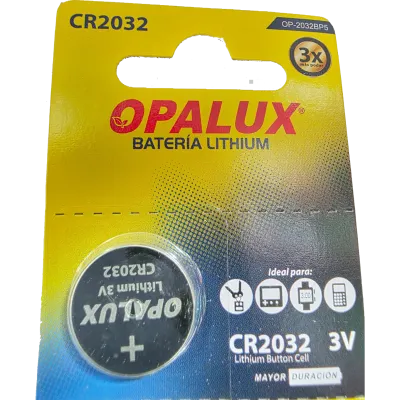 CR2032
OP-2032BP5
3x
OPALUX®
BATERÍA LITHIUM
Ideal para:
CR2032
Lithium 3V
OPALUX
+
CR2032 3V
Lithium Button Cell
MAYOR DURACIÓN